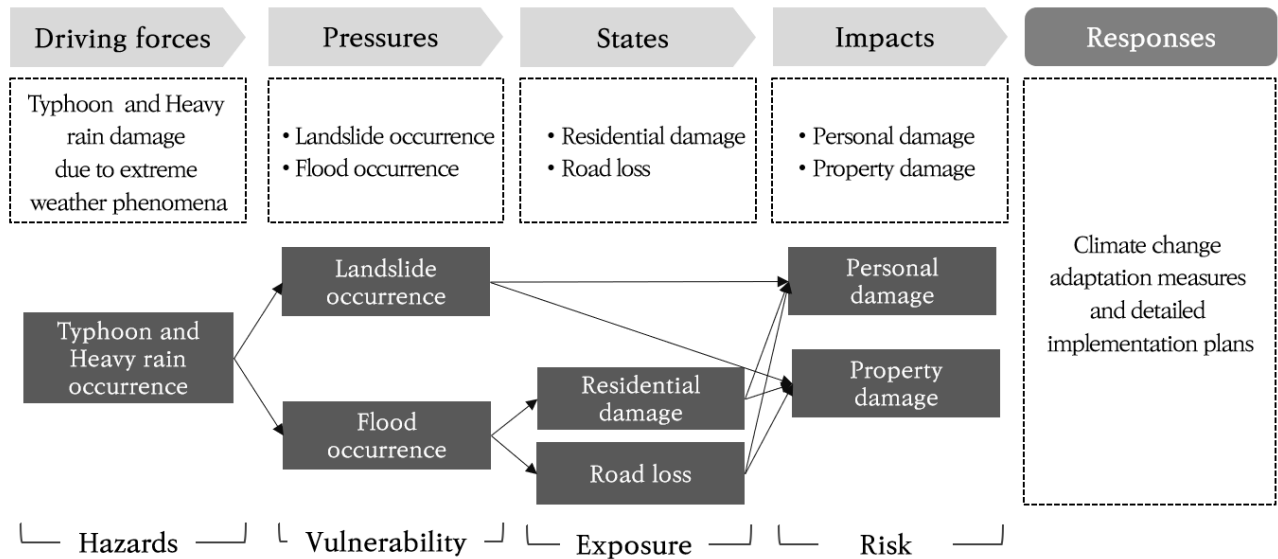 Driving forces
Pressures
States
Impacts
Responses
Typhoon and Heavy
rain damage
due to extreme
weather phenomena
• Landslide occurrence
• Flood occurrence
• Residential damage
• Road loss
• Personal damage
• Property damage
Climate change
adaptation measures
and detailed
implementation plans
Typhoon and
Heavy rain
occurrence
Landslide
occurrence
Flood
occurrence
Residential
damage
Road loss
Personal
damage
Property
damage
Hazards
Vulnerability
Exposure
Risk